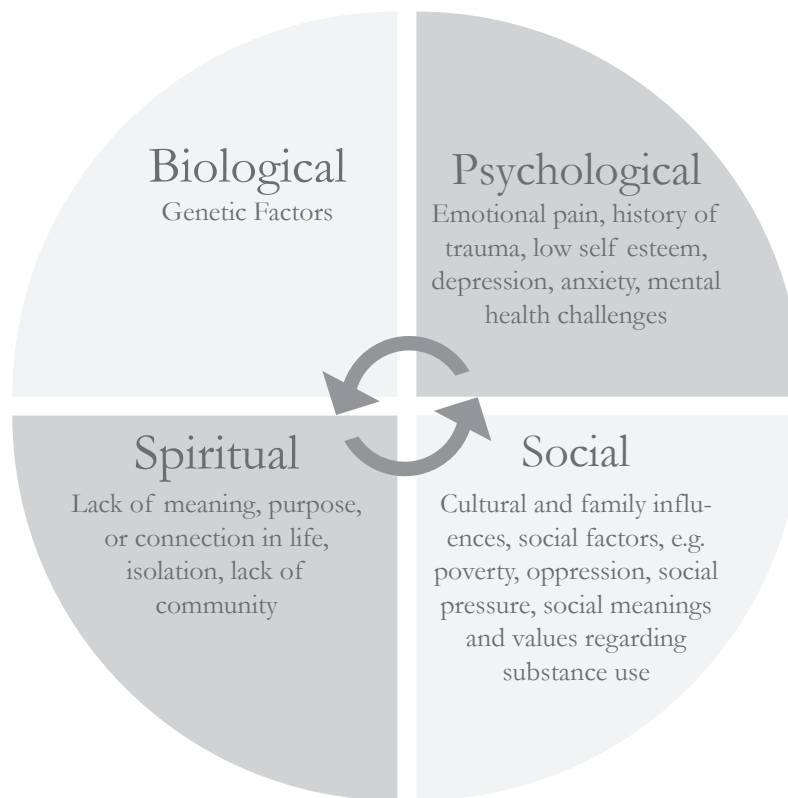 Biological
Genetic Factors
Psychological
Emotional pain, history of
trauma, low self esteem,
depression, anxiety, mental
health challenges
Spiritual
Lack of meaning, purpose,
or connection in life,
isolation, lack of
community
Social
Cultural and family influ-
ences, social factors, e.g.
poverty, oppression, social
pressure, social meanings
and values regarding
substance use